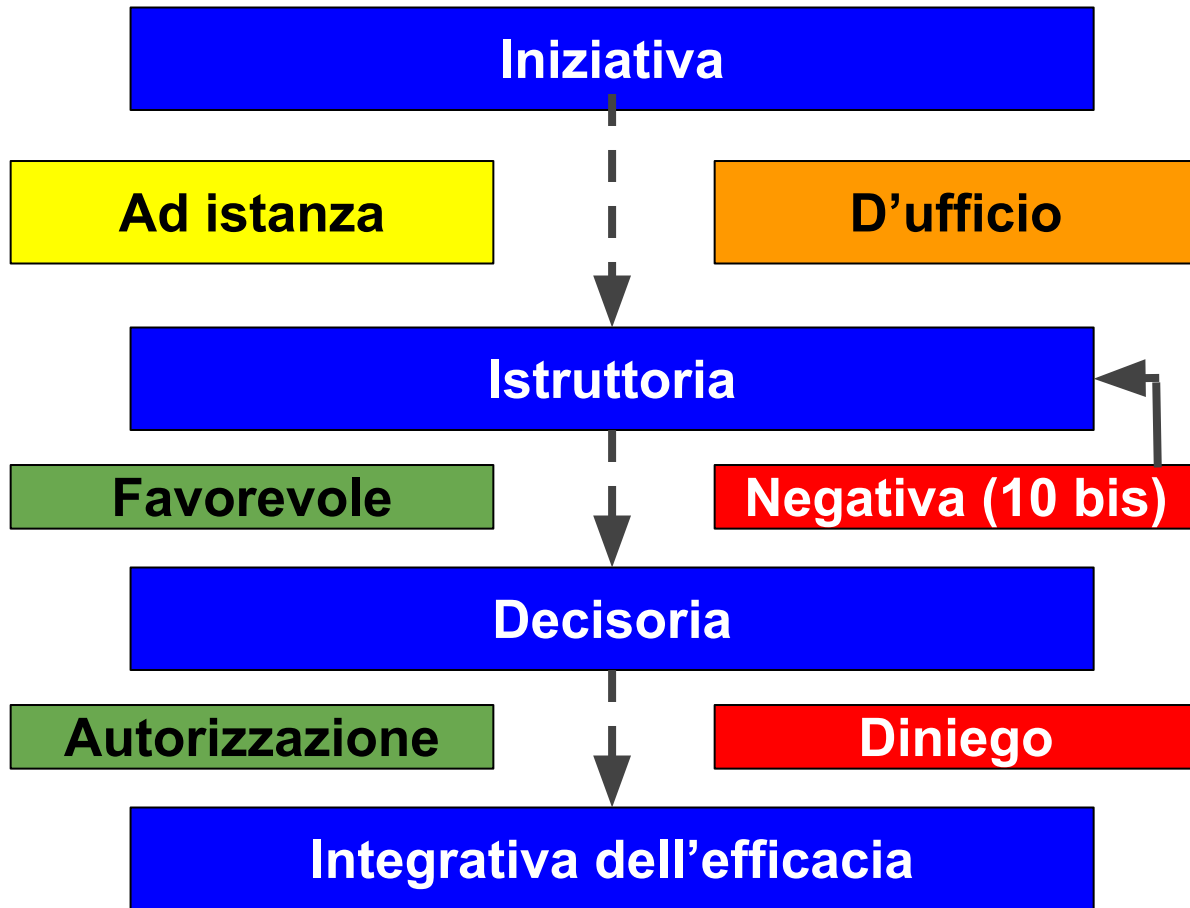 Iniziativa
Ad istanza
D’ufficio
Istruttoria
Favorevole
Negativa (10 bis)
Decisoria
Autorizzazione
Diniego
Integrativa dell’efficacia